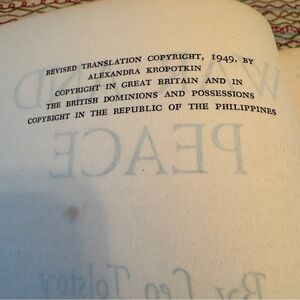 REVISED TRANSLATION COPYRIGHT, 1949, BY
ALEXANDRA KROPOTKIN
COPYRIGHT IN GREAT BRITAIN AND IN
THE BRITISH DOMINIONS AND POSSESSIONS
COPYRIGHT IN THE REPUBLIC OF THE PHILIPPINES
W ND
PEACE
By Leo Tolstoy